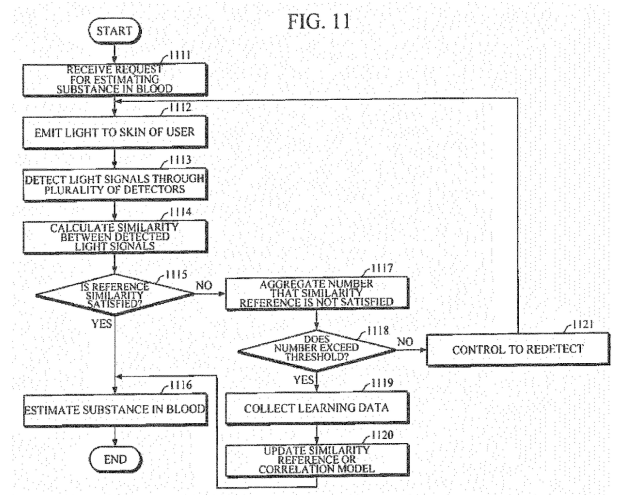 FIG. 11
START
1111
RECEIVE REQUEST
FOR ESTIMATING
SUBSTANCE IN BLOOD
1112
EMIT LIGHT TO SKIN OF USER
1113
DETECT LIGHT SIGNALS THROUGH
PLURALITY OF DETECTORS
1114
CALCULATE SIMILARITY
BETWEEN DETECTED
LIGHT SIGNALS
1115
IS REFERENCE
SIMILARITY
SATISFIED?
NO
YES
1117
AGGREGATE NUMBER
THAT SIMILARITY
REFERENCE IS NOT SATISFIED
1118
DOES
NUMBER EXCEED
THRESHOLD?
NO
YES
1121
CONTROL TO REDETECT
1116
ESTIMATE SUBSTANCE IN BLOOD
1119
COLLECT LEARNING DATA
1120
UPDATE SIMILARITY
REFERENCE OR
CORRELATION MODEL
END